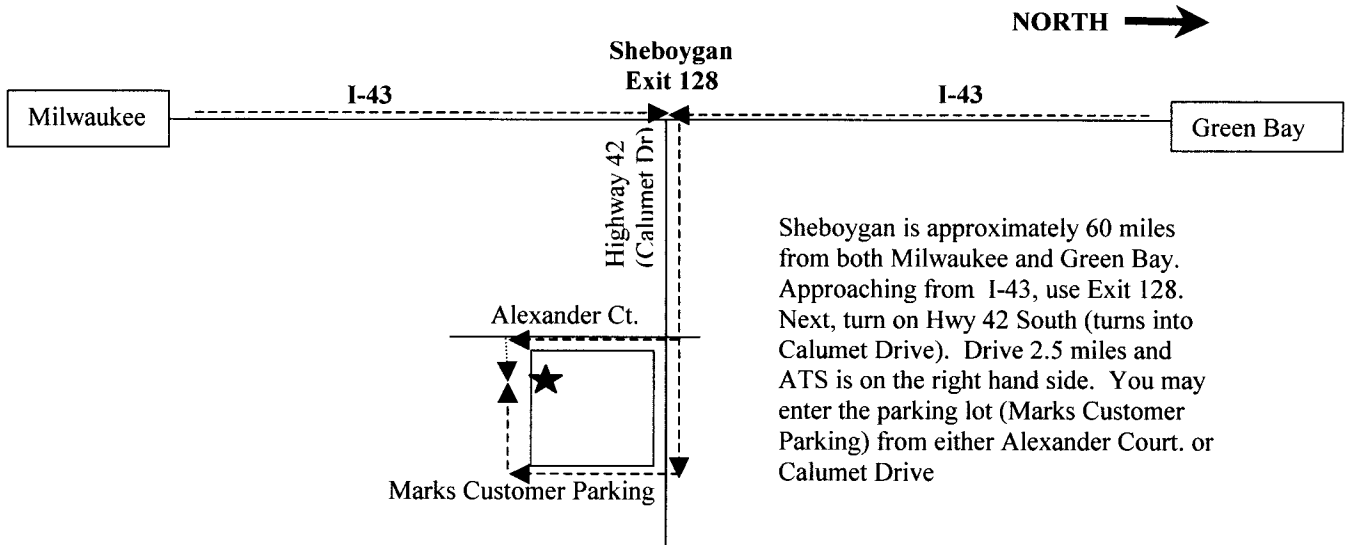 NORTH
Sheboygan
Exit 128
I-43
I-43
Milwaukee
Green Bay
Highway 42
(Calumet Dr)
Sheboygan is approximately 60 miles
from both Milwaukee and Green Bay.
Approaching from I-43, use Exit 128.
Next, turn on Hwy 42 South (turns into
Calumet Drive). Drive 2.5 miles and
ATS is on the right hand side. You may
enter the parking lot (Marks Customer
Parking) from either Alexander Court. or
Calumet Drive
Alexander Ct.
Marks Customer Parking